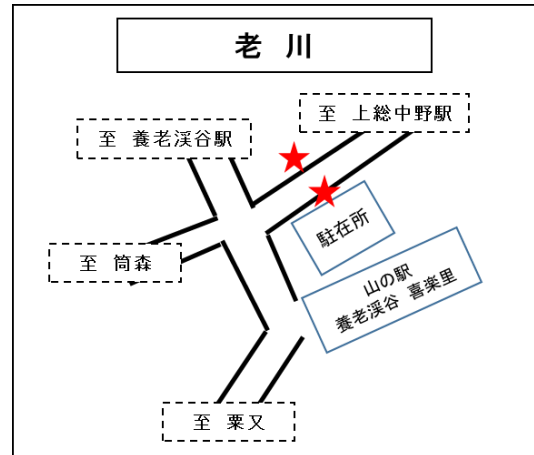 老 川
至 上総中野駅
至 養老渓谷駅
駐在所
至 筒森
山の駅
養老渓谷 喜楽里
至 粟又